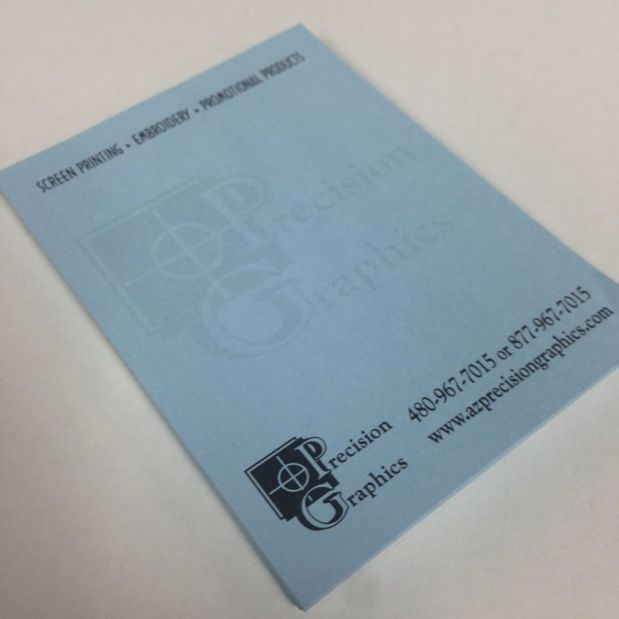 SCREEN PRINTING • EMBROIDERY • PROMOTIONAL PRODUCTS
Precision
Graphics
Precision
Graphics
480-967-7015 or 877-967-7015
www.azprecisiongraphics.com